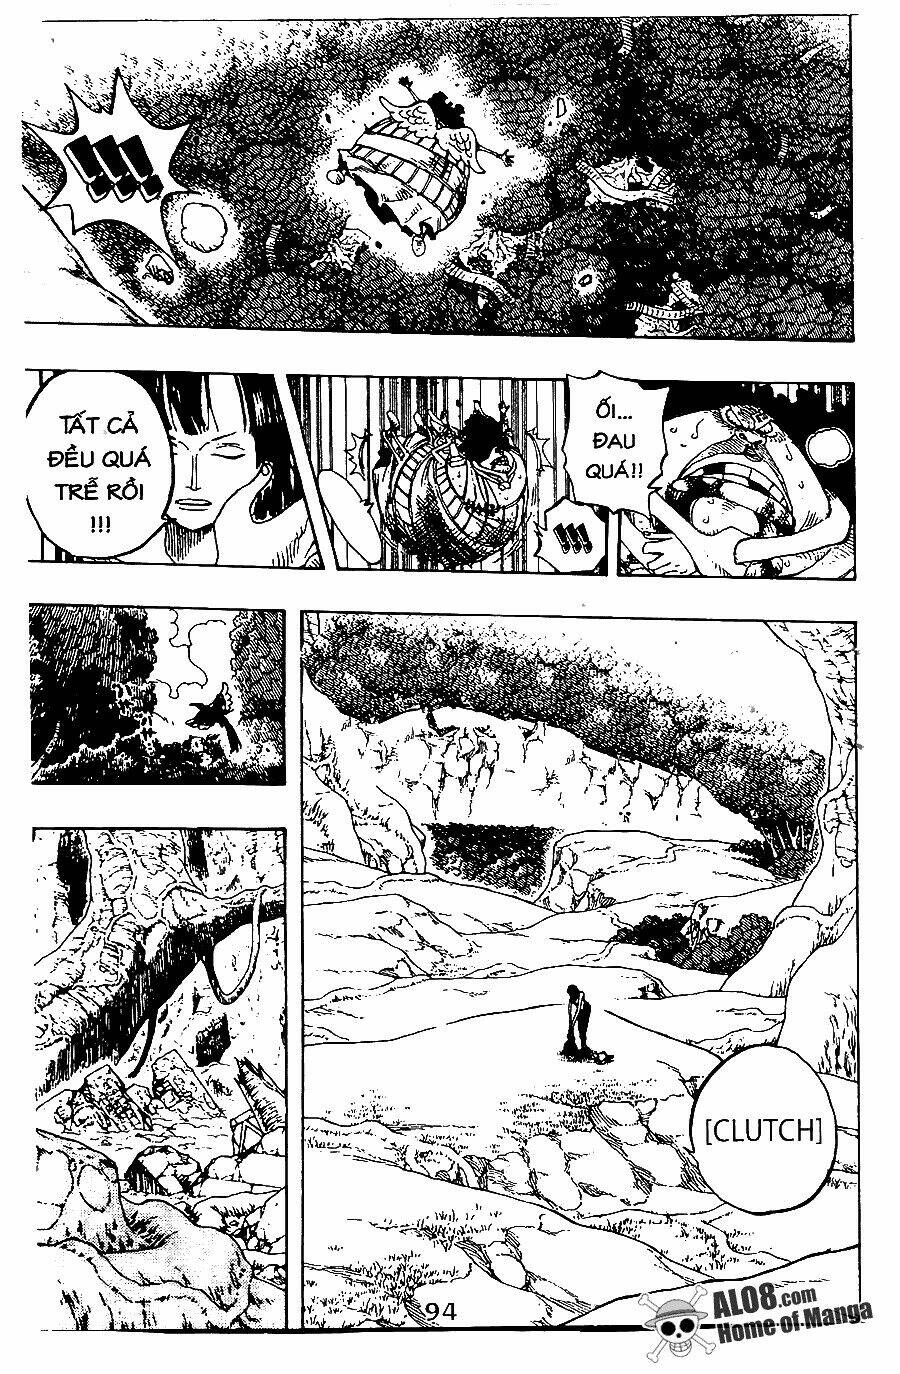 !!!
ỐI...
ĐAU
QUÁ!!
!!!
TẤT CẢ
ĐỀU QUÁ
TRỄ RỒI
!!!
[CLUTCH]
94
ALO8.com
Home of Manga